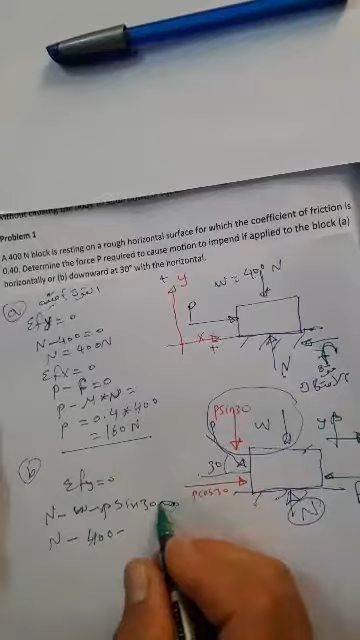 Problem 1
A 400 N block is resting on a rough horizontal surface for which the coefficient of friction is
0.40. Determine the force P required to cause motion to impend if applied to the block (a)
horizontally or (b) downward at 30° with the horizontal.
(a)
Σfy = 0
N - 400 = 0
N = 400N
Σfx = 0
P - f = 0
P - μ*N =
P = 0.4*400
= 160 N
+ y
W = 400 N
P
x
+
N
(b)
Σfy = 0
N - W - psin30 =
N - 400 -
psin30
P
W
y
30
pcos30
N